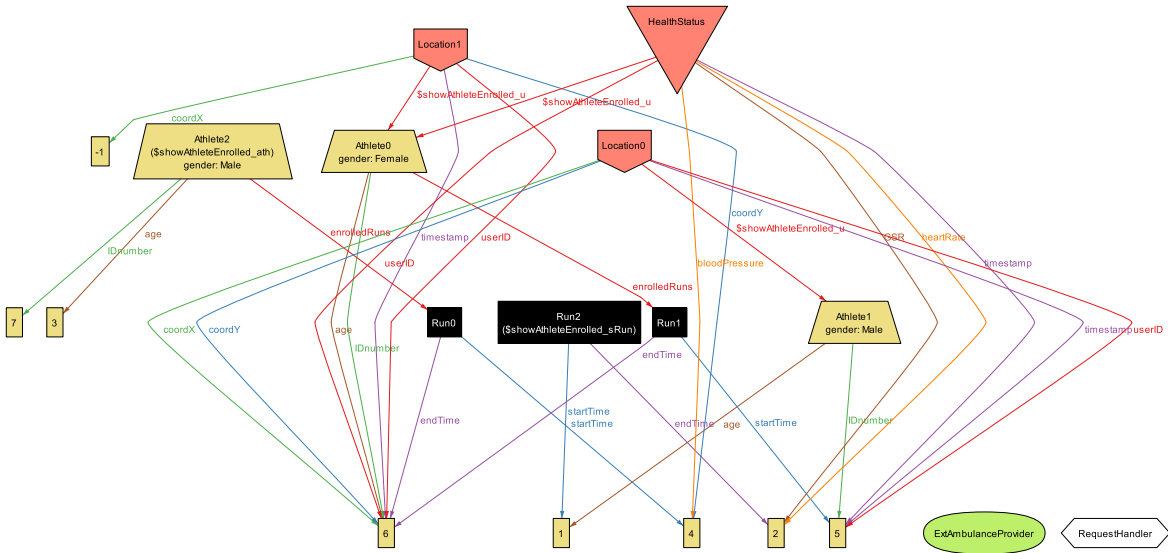 HealthStatus
Location1
$showAthleteEnrolled_u
$showAthleteEnrolled_u
coordX
Athlete2
($showAthleteEnrolled_ath)
gender: Male
-1
Athlete0
gender: Female
Location0
coordY
$showAthleteEnrolled_u
age
enrolledRuns
timestamp
userID
GSR
heartRate
IDnumber
userID
bloodPressure
timestamp
enrolledRuns
7
3
coordX
coordY
age
IDnumber
Run0
Run2
($showAthleteEnrolled_sRun)
Run1
Athlete1
gender: Male
timestamp
userID
endTime
endTime
startTime
startTime
endTime
age
startTime
IDnumber
6
1
4
2
5
ExtAmbulanceProvider
RequestHandler